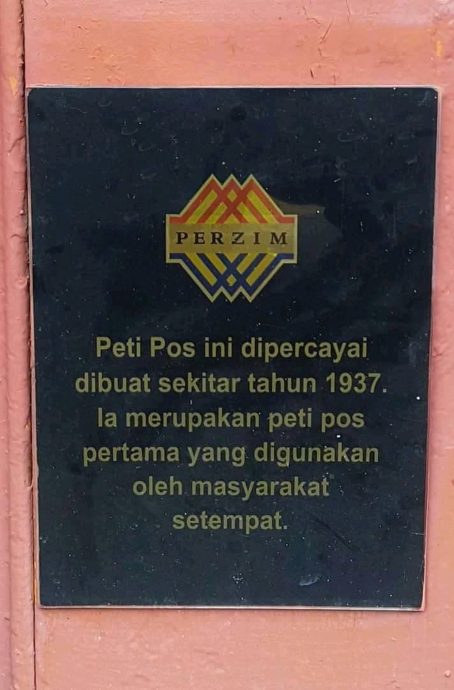 PERZIM
Peti Pos ini dipercayai
dibuat sekitar tahun 1937.
Ia merupakan peti pos
pertama yang digunakan
oleh masyarakat
setempat.